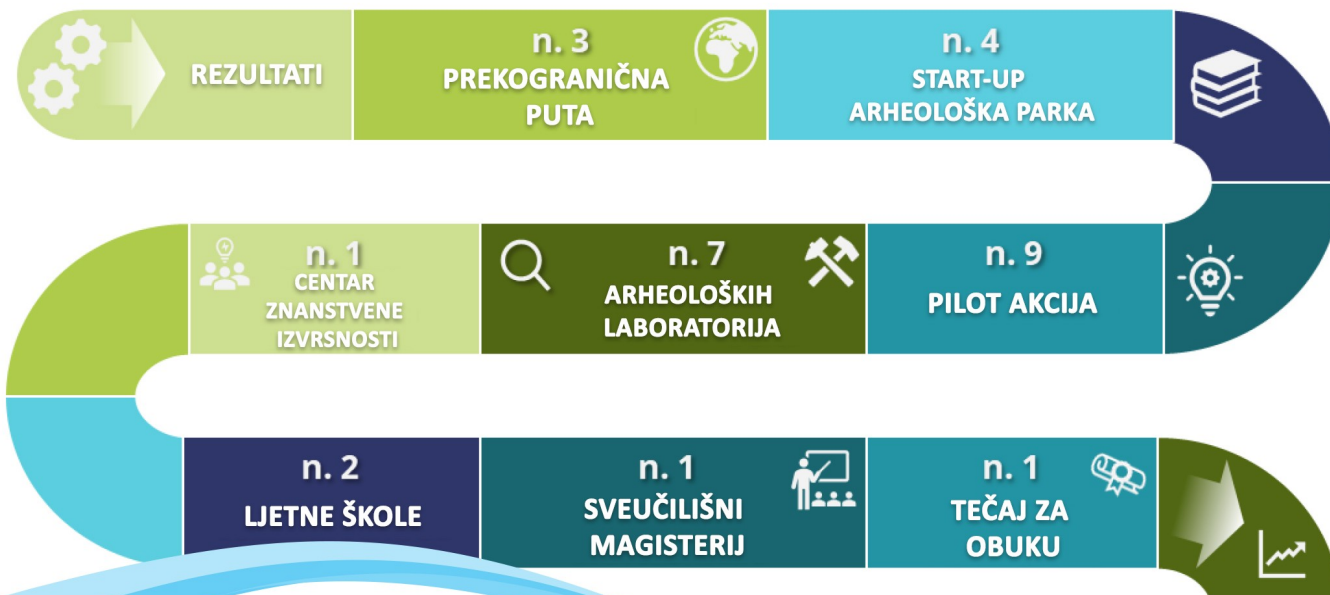 REZULTATI
n. 3
PREKOGRANIČNA
PUTA
n. 4
START-UP
ARHEOLOŠKA PARKA
n. 1
CENTAR
ZNANSTVENE
IZVRSNOSTI
n. 7
ARHEOLOŠKIH
LABORATORIJA
n. 9
PILOT AKCIJA
n. 2
LJETNE ŠKOLE
n. 1
SVEUČILIŠNI
MAGISTERIJ
n. 1
TEČAJ ZA
OBUKU